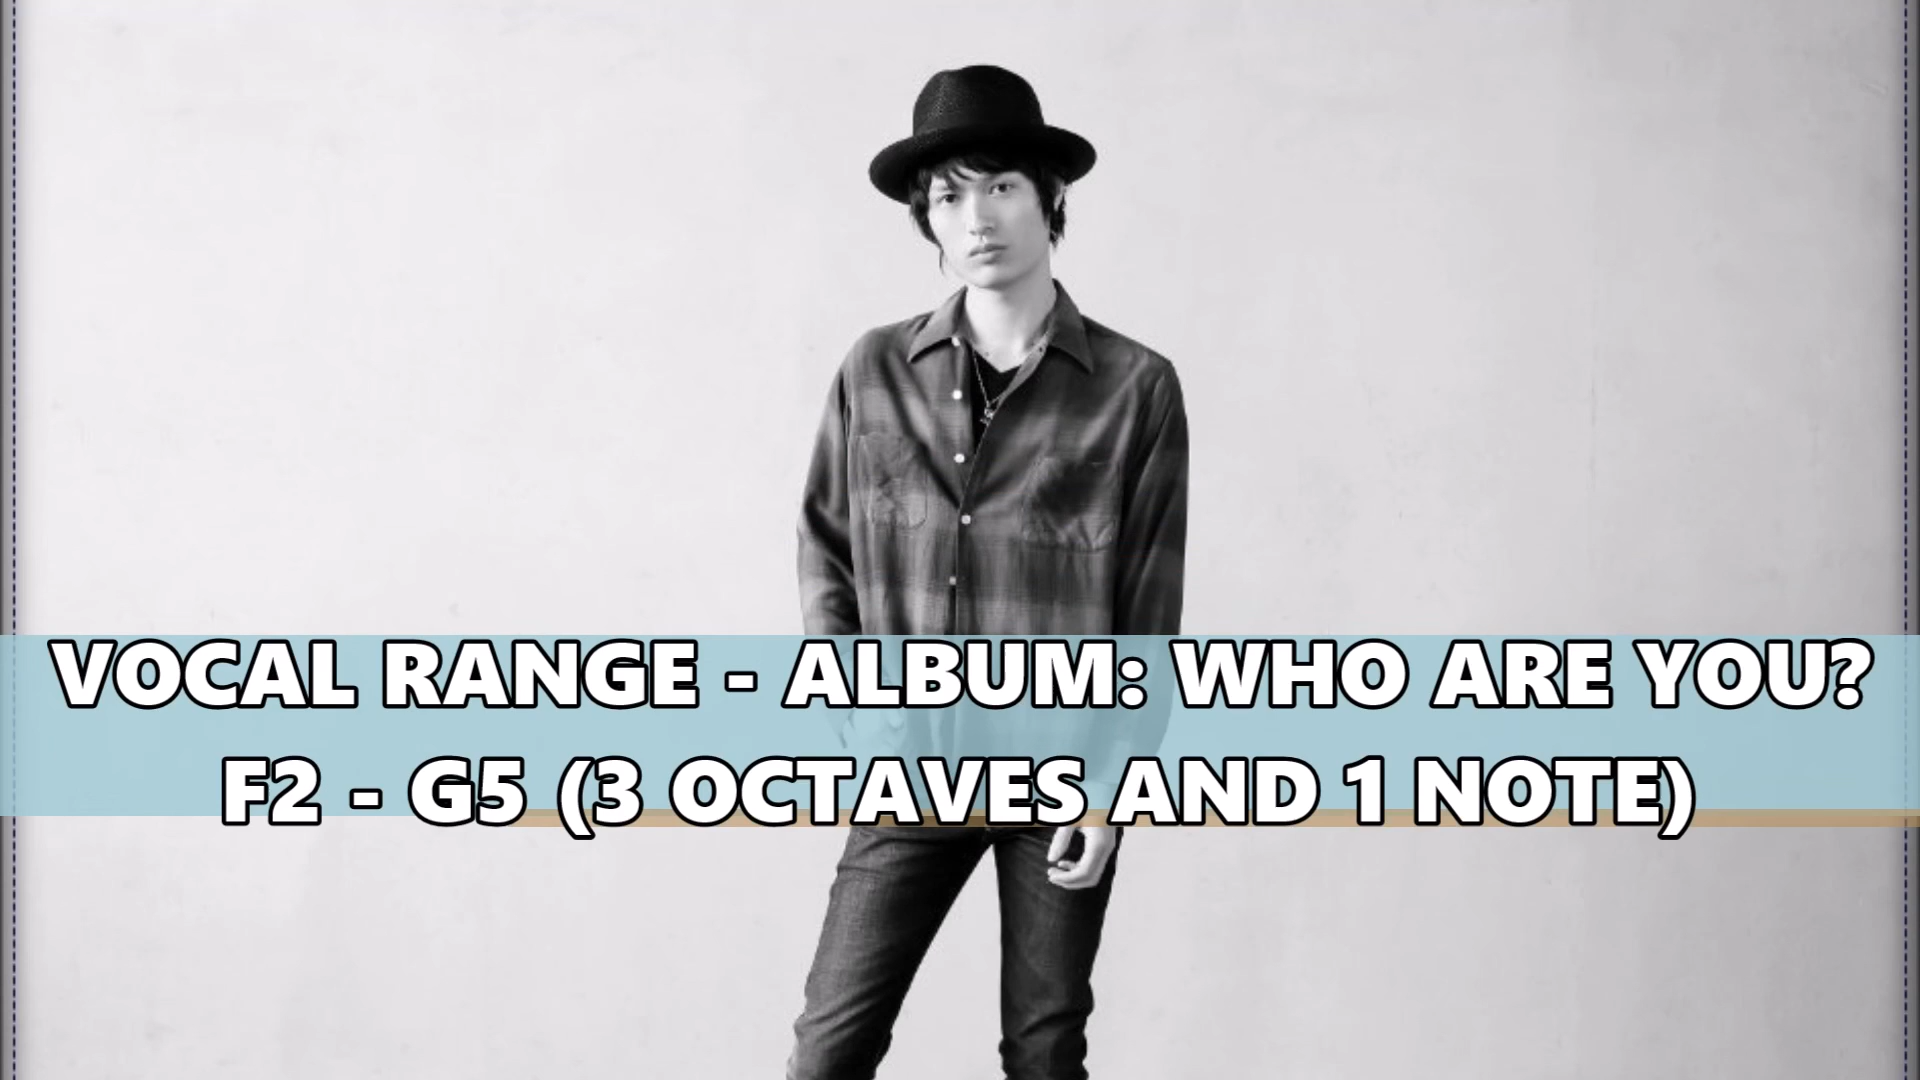 VOCAL RANGE - ALBUM: WHO ARE YOU?
F2 - G5 (3 OCTAVES AND 1 NOTE)